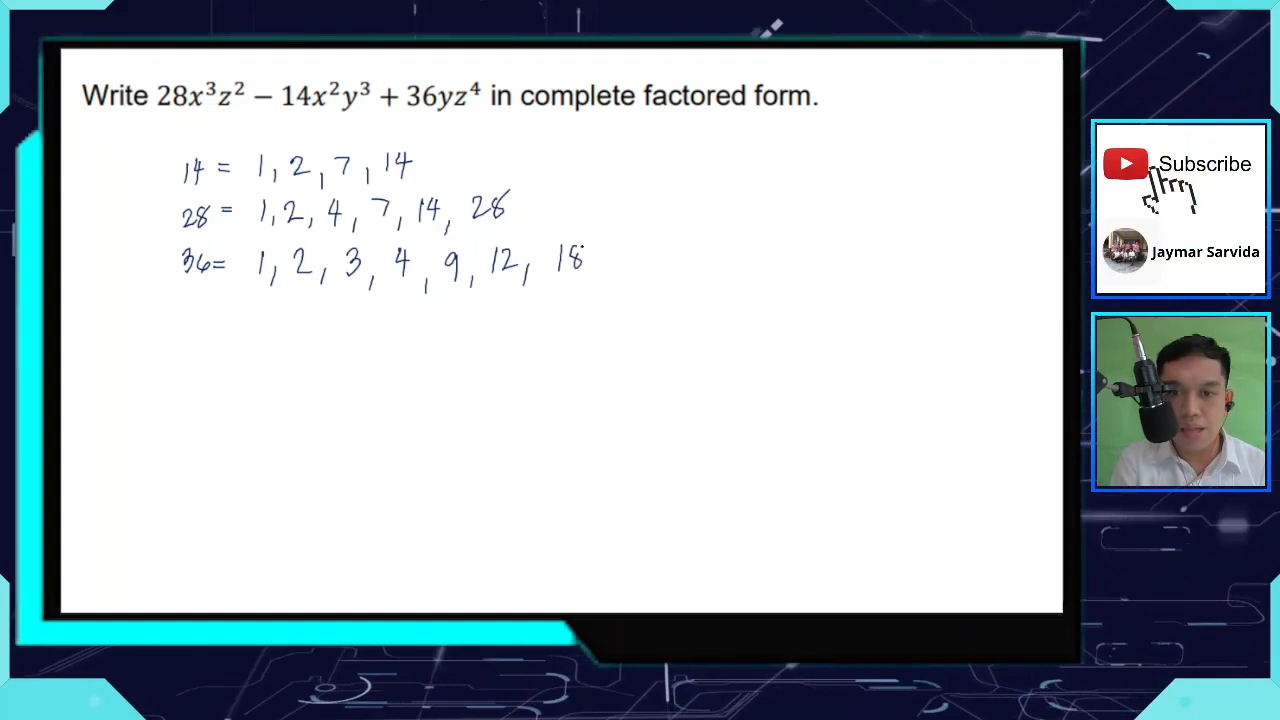 Write 28x³z² − 14x²y³ + 36yz⁴ in complete factored form.
14 = 1, 2, 7, 14
28 = 1, 2, 4, 7, 14, 28
36 = 1, 2, 3, 4, 9, 12, 18
Subscribe
Jaymar Sarvida